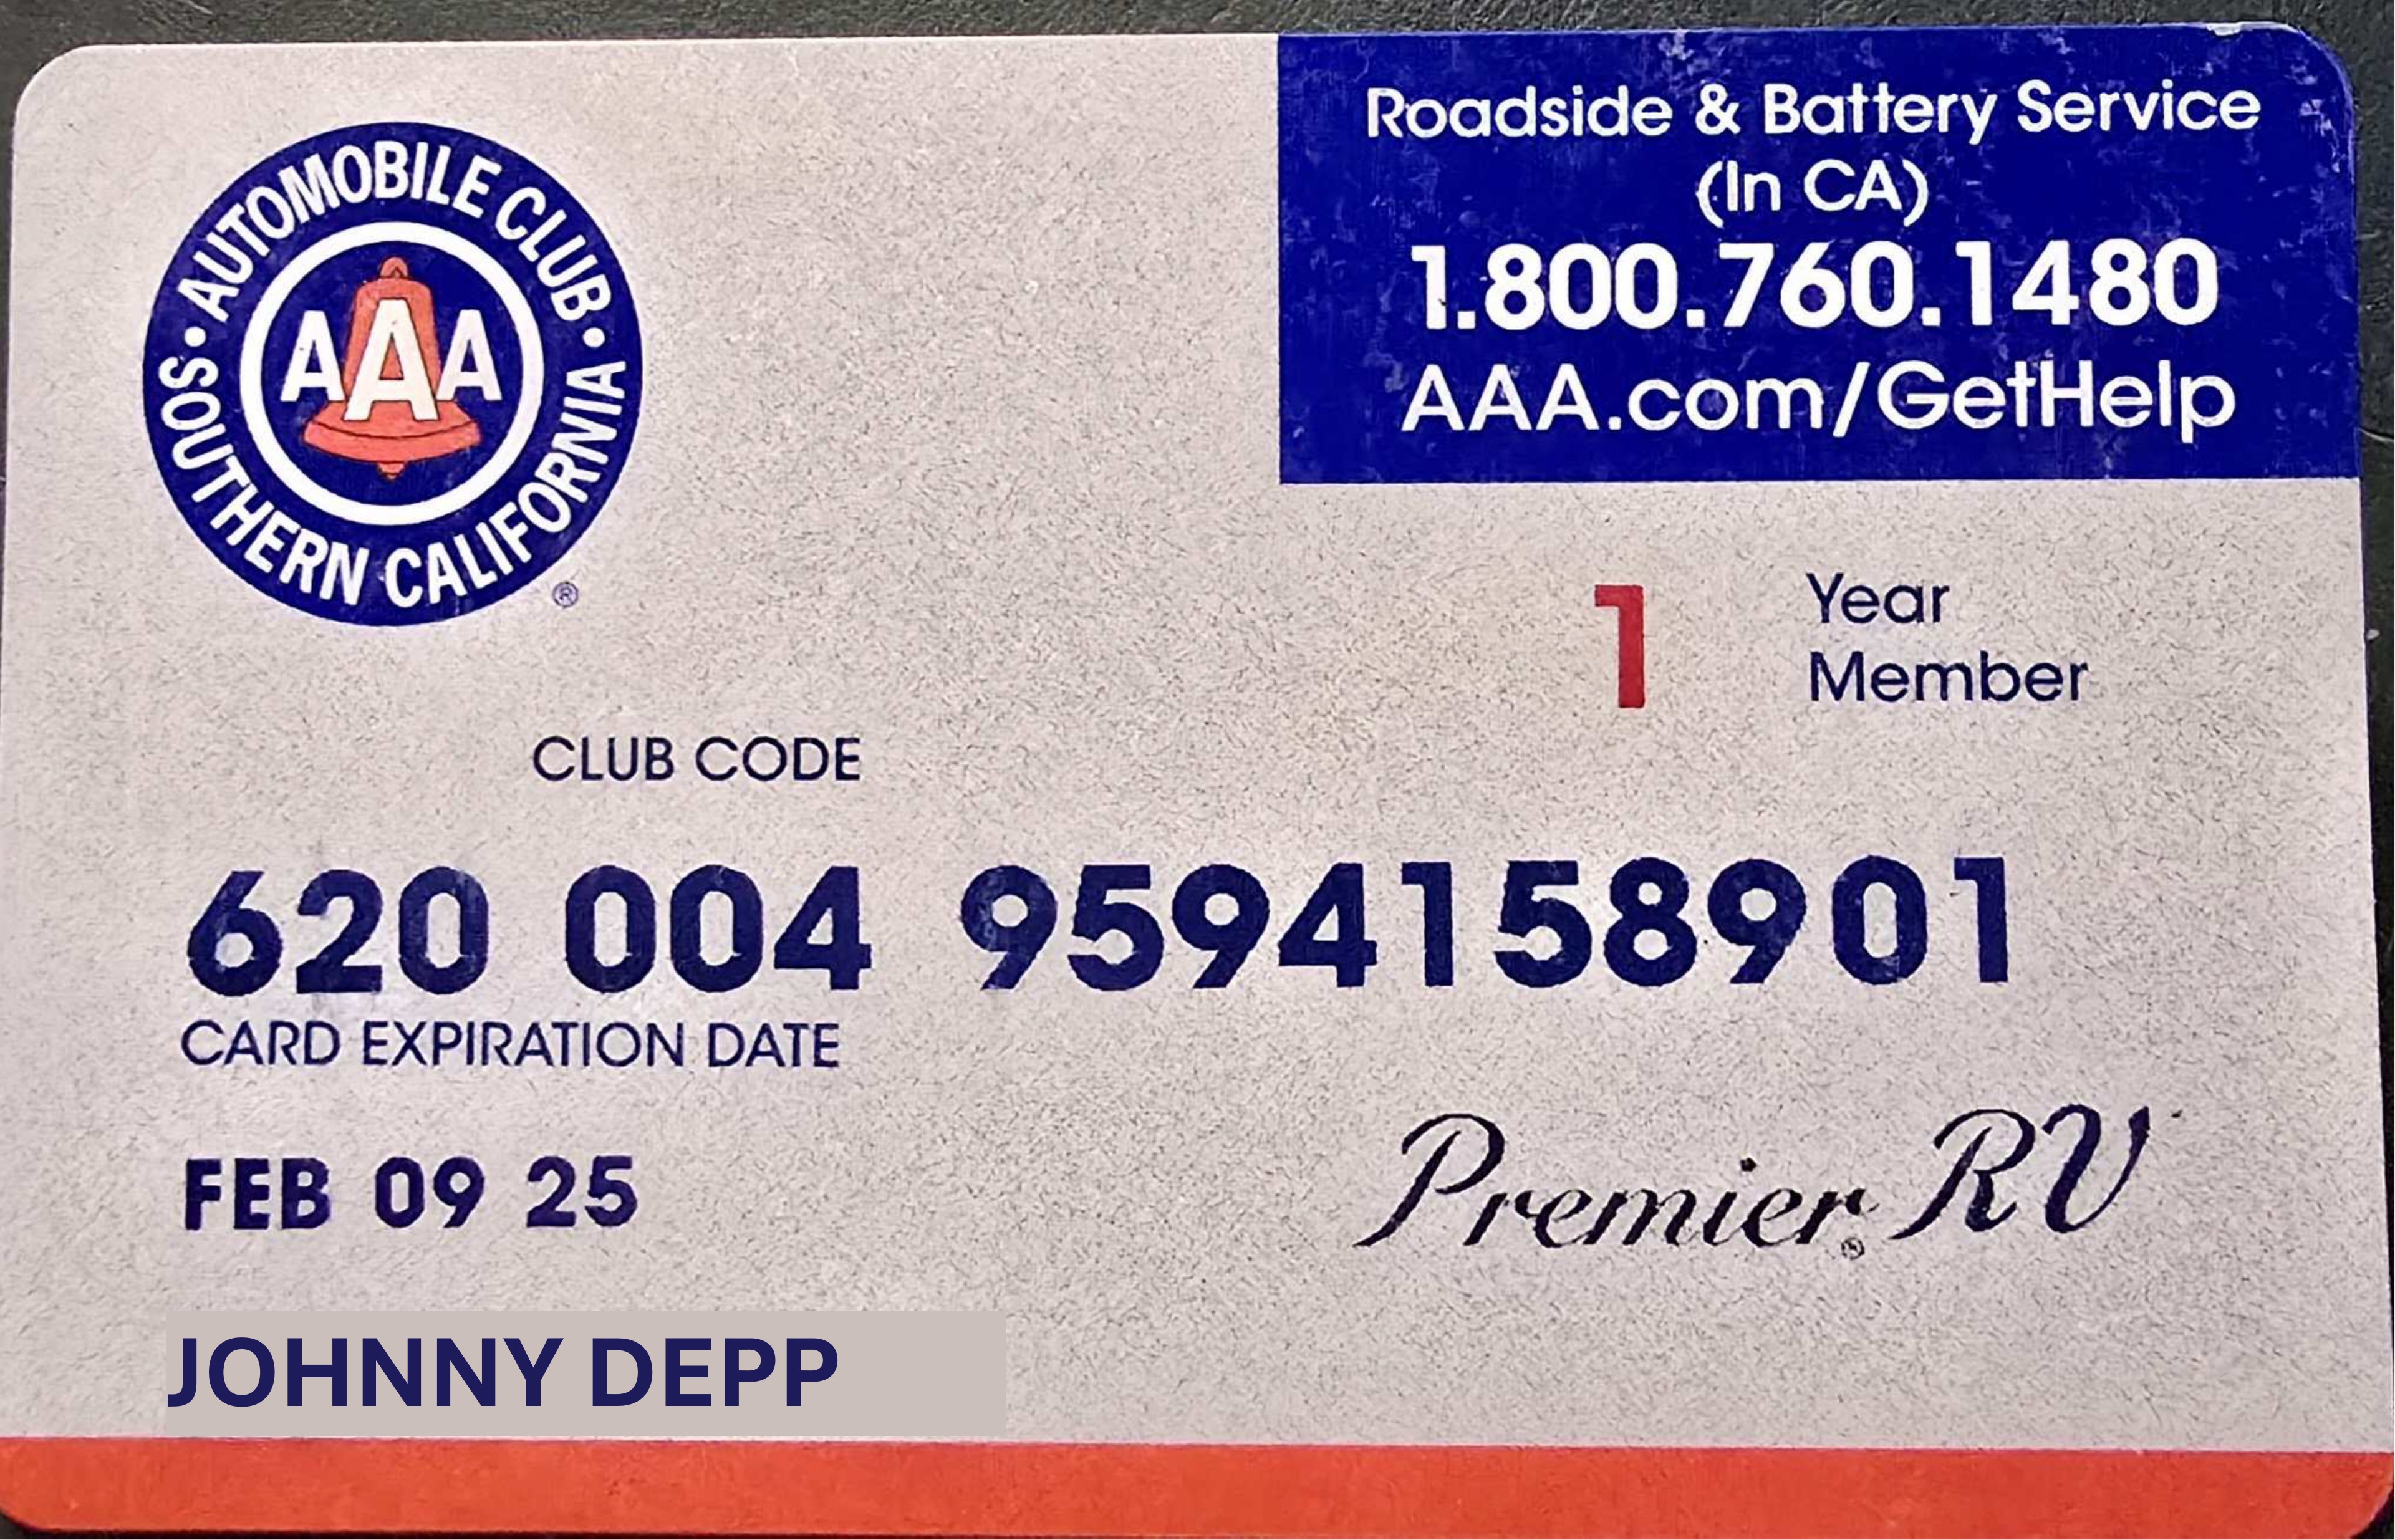 AUTOMOBILE CLUB
AAA
SOUTHERN CALIFORNIA
®
Roadside & Battery Service
(In CA)
1.800.760.1480
AAA.com/GetHelp
1 Year
Member
CLUB CODE
620 004 9594158901
CARD EXPIRATION DATE
FEB 09 25
Premier® RV
JOHNNY DEPP